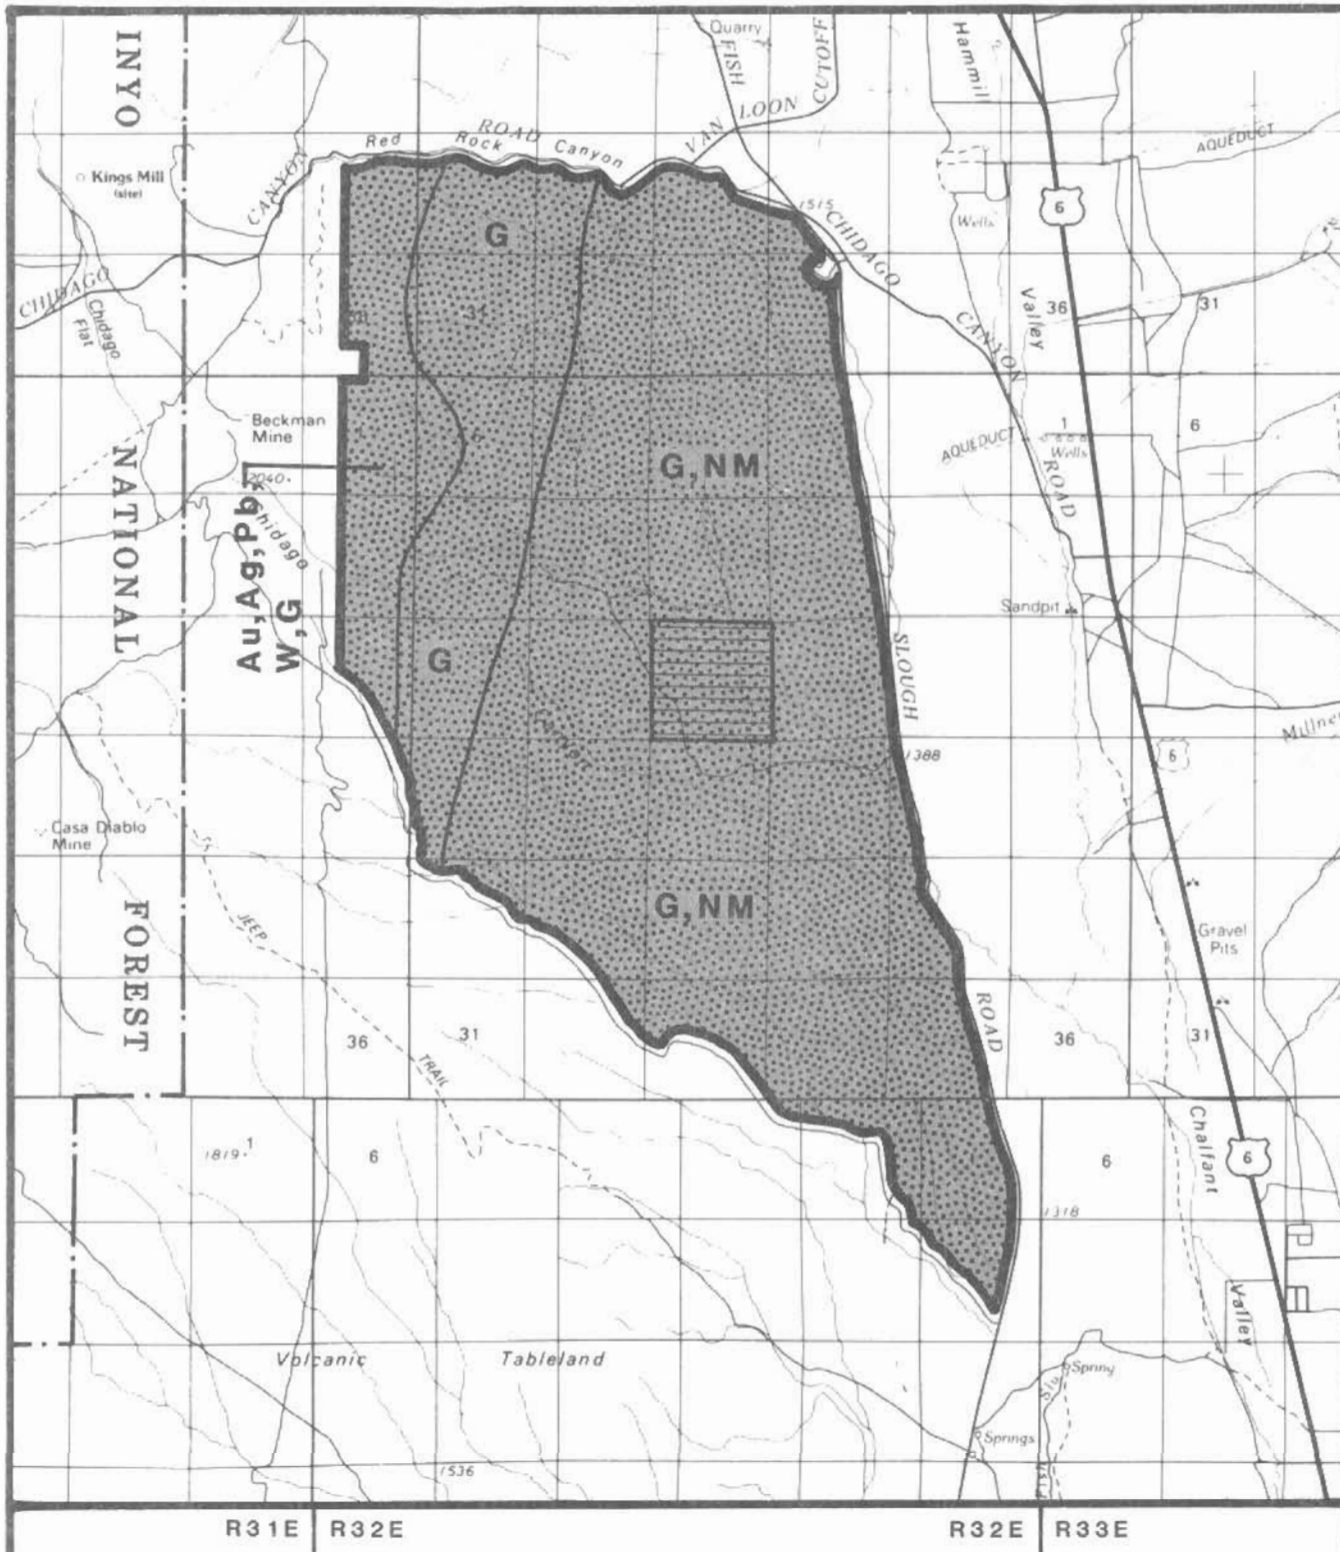 INYO
NATIONAL
FOREST
Quarry
FISH
VAN LOON CUTOFF
Hammill
Valley
AQUEDUCT
ROAD
Red Rock Canyon
Kings Mill
(site)
CHIDAGO CANYON
6
Wells
1515
CHIDAGO CANYON ROAD
Chidago
Flat
G
31
36
31
Beckman
Mine
1
6
G,NM
AQUEDUCT
1
Wells
6
2040
Chidago
Canyon
Au,Ag,Pb,
W,G
G
Sandpit
SLOUGH
ROAD
1388
6
Casa Diablo
Mine
G,NM
JEEP
TRAIL
Gravel
Pits
36
31
36
31
1819
1
6
6
Chalfant
Valley
6
1318
Volcanic Tableland
Spring
Springs
1536
R31E R32E
R32E R33E